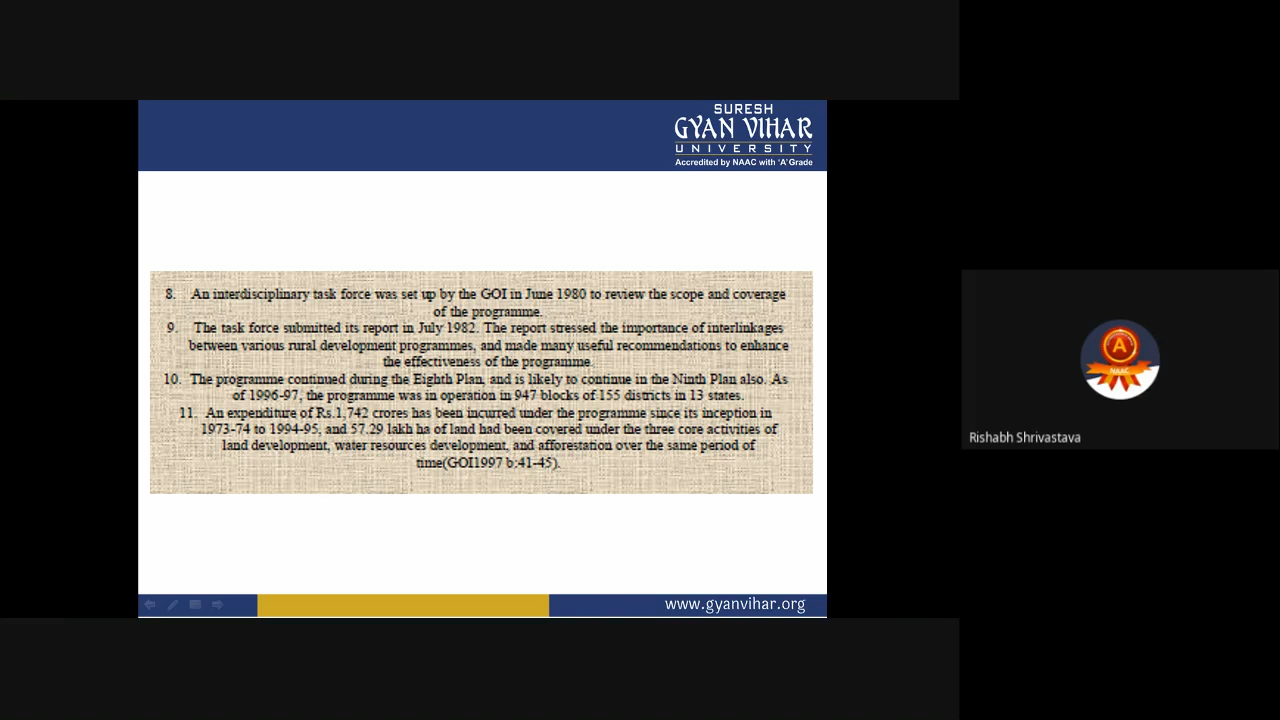 SURESH
GYAN VIHAR
UNIVERSITY
Accredited by NAAC with 'A' Grade
8. An interdisciplinary task force was set up by the GOI in June 1980 to review the scope and coverage
of the programme.
9. The task force submitted its report in July 1982. The report stressed the importance of interlinkages
between various rural development programmes, and made many useful recommendations to enhance
the effectiveness of the programme
10. The programme continued during the Eighth Plan, and is likely to continue in the Ninth Plan also. As
of 1996-97, the programme was in operation in 947 blocks of 155 districts in 13 states.
11. An expenditure of Rs.1,742 crores has been incurred under the programme since its inception in
1973-74 to 1994-95, and 57.29 lakh ha of land had been covered under the three core activities of
land development, water resources development, and afforestation over the same period of
time(GOI1997 b:41-45).
www.gyanvihar.org
A
NAAC
Rishabh Shrivastava